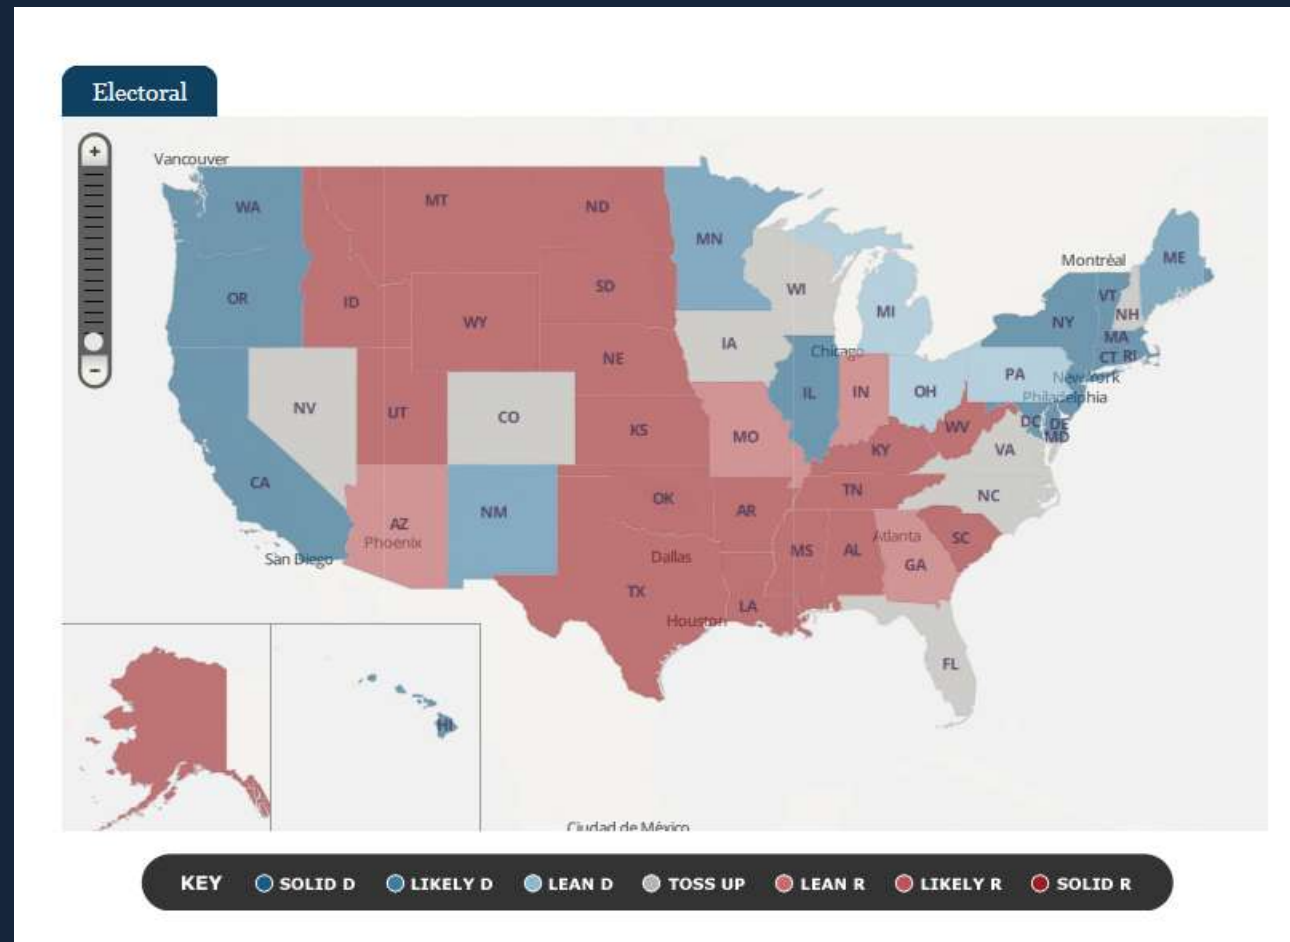 Electoral
+
Vancouver
WA
MT
ND
MN
Montréal
ME
OR
ID
SD
WI
MI
VT
NH
NY
WY
MA
IA
NE
Chicago
CT RI
PA
New York
NV
UT
CO
IL
IN
OH
Philadelphia
KS
MO
WV
DC
DE
MD
KY
VA
CA
TN
NC
OK
AR
NM
AZ
Phoenix
San Diego
Dallas
MS
AL
Atlanta
SC
GA
TX
LA
Houston
FL
HI
Ciudad de México
−
KEY SOLID D LIKELY D LEAN D TOSS UP LEAN R LIKELY R SOLID R